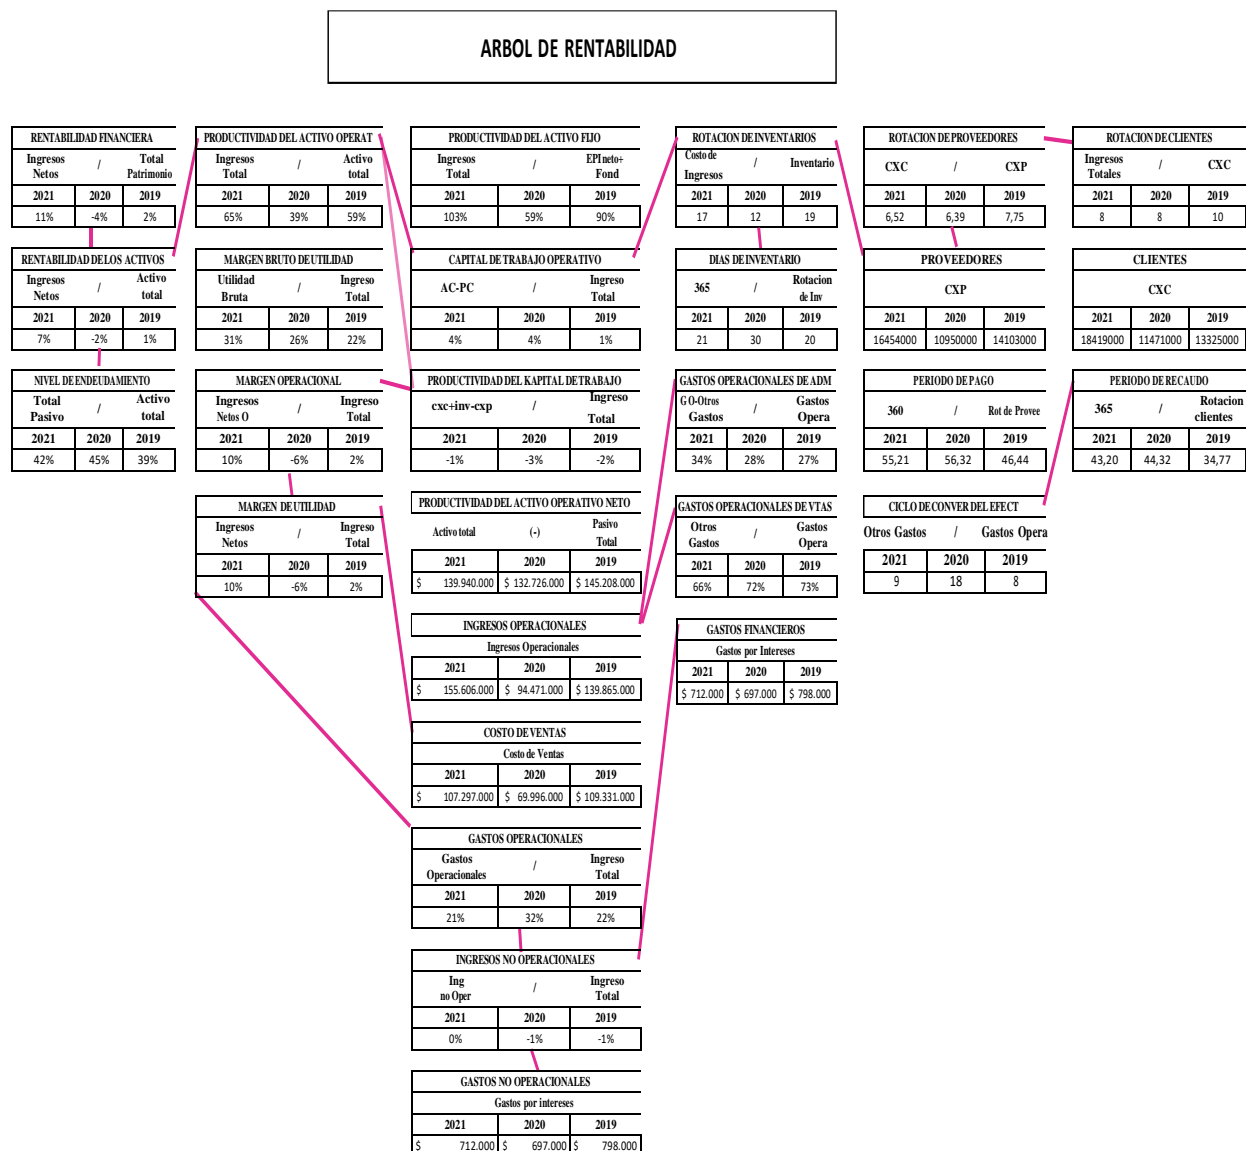 ARBOL DE RENTABILIDAD
RENTABILIDAD FINANCIERA
Ingresos / Total
Netos Patrimonio
2021 2020 2019
11% -4% 2%
RENTABILIDAD DE LOS ACTIVOS
Ingresos / Activo
Netos total
2021 2020 2019
7% -2% 1%
NIVEL DE ENDEUDAMIENTO
Total / Activo
Pasivo total
2021 2020 2019
42% 45% 39%
PRODUCTIVIDAD DEL ACTIVO OPERAT
Ingresos / Activo
Total total
2021 2020 2019
65% 39% 59%
MARGEN BRUTO DE UTILIDAD
Utilidad / Ingreso
Bruta Total
2021 2020 2019
31% 26% 22%
MARGEN OPERACIONAL
Ingresos / Ingreso
Netos O Total
2021 2020 2019
10% -6% 2%
MARGEN DE UTILIDAD
Ingresos / Ingreso
Netos Total
2021 2020 2019
10% -6% 2%
PRODUCTIVIDAD DEL ACTIVO FIJO
Ingresos / EPI neto+
Total Fond
2021 2020 2019
103% 59% 90%
CAPITAL DE TRABAJO OPERATIVO
AC-PC / Ingreso
Total
2021 2020 2019
4% 4% 1%
PRODUCTIVIDAD DEL KAPITAL DE TRABAJO
cxc+inv-cxp / Ingreso
Total
2021 2020 2019
-1% -3% -2%
PRODUCTIVIDAD DEL ACTIVO OPERATIVO NETO
Activo total (-) Pasivo
Total
2021 2020 2019
$ 139.940.000 $ 132.726.000 $ 145.208.000
INGRESOS OPERACIONALES
Ingresos Operacionales
2021 2020 2019
$ 155.606.000 $ 94.471.000 $ 139.865.000
COSTO DE VENTAS
Costo de Ventas
2021 2020 2019
$ 107.297.000 $ 69.996.000 $ 109.331.000
GASTOS OPERACIONALES
Gastos / Ingreso
Operacionales Total
2021 2020 2019
21% 32% 22%
INGRESOS NO OPERACIONALES
Ing / Ingreso
no Oper Total
2021 2020 2019
0% -1% -1%
GASTOS NO OPERACIONALES
Gastos por intereses
2021 2020 2019
$ 712.000 $ 697.000 $ 798.000
ROTACION DE INVENTARIOS
Costo de / Inventario
Ingresos
2021 2020 2019
17 12 19
DIAS DE INVENTARIO
365 / Rotacion
de Inv
2021 2020 2019
21 30 20
GASTOS OPERACIONALES DE ADM
G O-Otros / Gastos
Gastos Opera
2021 2020 2019
34% 28% 27%
GASTOS OPERACIONALES DE VTAS
Otros / Gastos
Gastos Opera
2021 2020 2019
66% 72% 73%
GASTOS FINANCIEROS
Gastos por Intereses
2021 2020 2019
$ 712.000 $ 697.000 $ 798.000
ROTACION DE PROVEEDORES
CXC / CXP
2021 2020 2019
6,52 6,39 7,75
PROVEEDORES
CXP
2021 2020 2019
16454000 10950000 14103000
PERIODO DE PAGO
360 / Rot de Provee
2021 2020 2019
55,21 56,32 46,44
CICLO DE CONVER DEL EFECT
Otros Gastos / Gastos Opera
2021 2020 2019
9 18 8
ROTACION DE CLIENTES
Ingresos / CXC
Totales
2021 2020 2019
8 8 10
CLIENTES
CXC
2021 2020 2019
18419000 11471000 13325000
PERIODO DE RECAUDO
365 / Rotacion
clientes
2021 2020 2019
43,20 44,32 34,77